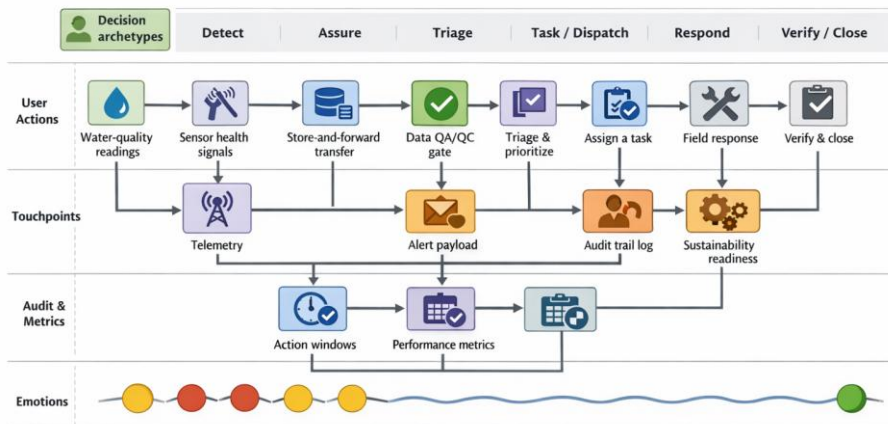 Decision
archetypes
Detect
Assure
Triage
Task / Dispatch
Respond
Verify / Close
User
Actions
Water-quality
readings
Sensor health
signals
Store-and-forward
transfer
Data QA/QC
gate
Triage &
prioritize
Assign a task
Field response
Verify & close
Touchpoints
Telemetry
Alert payload
Audit trail log
Sustainability
readiness
Audit &
Metrics
Action windows
Performance metrics
Emotions